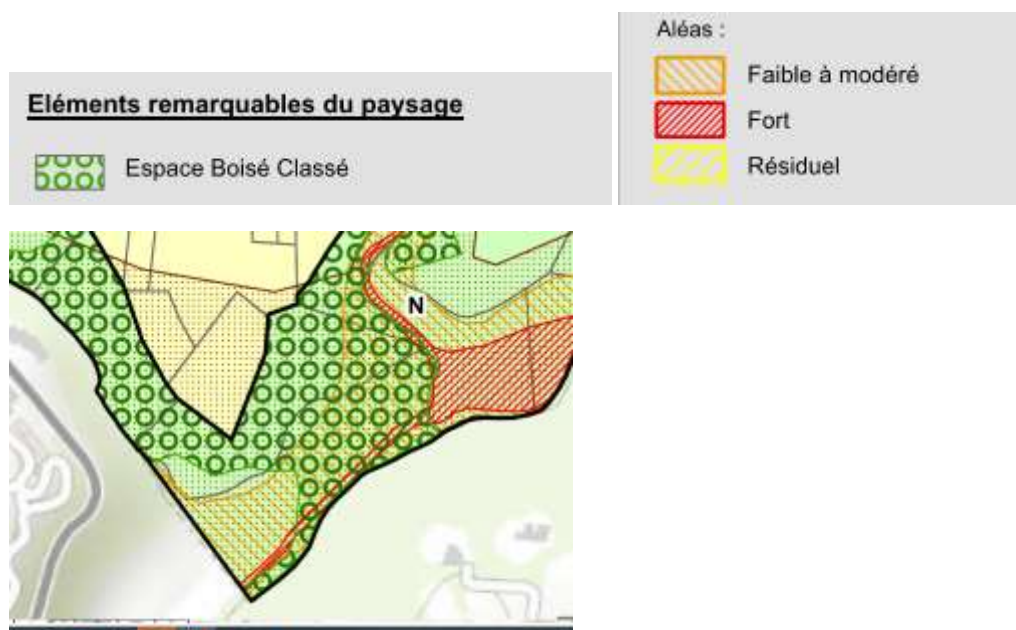 Aléas :
Faible à modéré
Fort
Résiduel
Eléments remarquables du paysage
Espace Boisé Classé
N